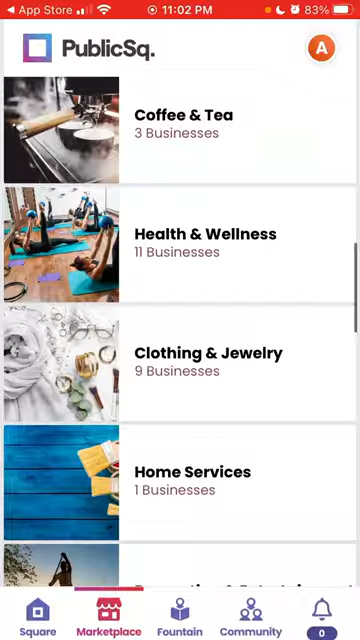 App Store
11:02 PM
83%
PublicSq.
A
Coffee & Tea
3 Businesses
Health & Wellness
11 Businesses
Clothing & Jewelry
9 Businesses
Home Services
1 Businesses
Square
Marketplace
Fountain
Community
0